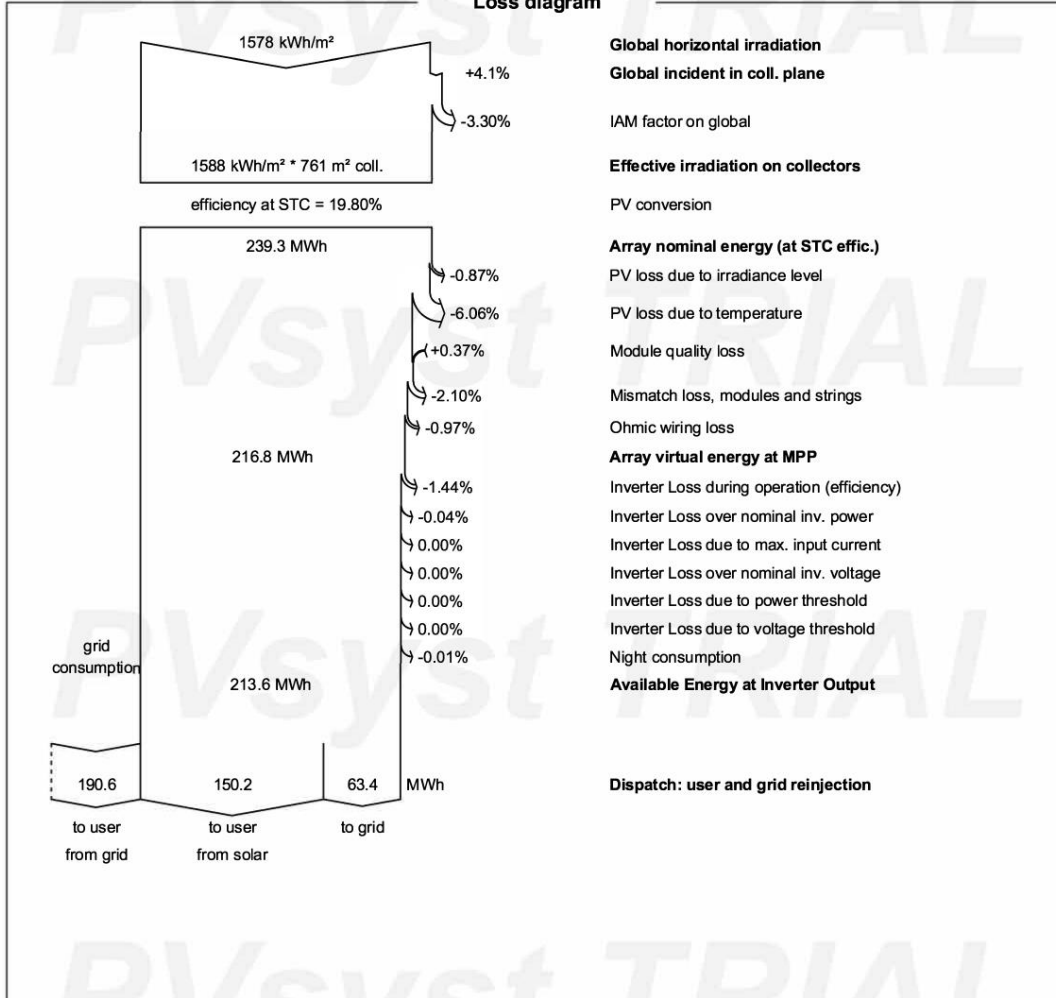 Loss diagram
1578 kWh/m² Global horizontal irradiation
+4.1% Global incident in coll. plane
-3.30% IAM factor on global
1588 kWh/m² * 761 m² coll. Effective irradiation on collectors
efficiency at STC = 19.80% PV conversion
239.3 MWh Array nominal energy (at STC effic.)
-0.87% PV loss due to irradiance level
-6.06% PV loss due to temperature
+0.37% Module quality loss
-2.10% Mismatch loss, modules and strings
-0.97% Ohmic wiring loss
216.8 MWh Array virtual energy at MPP
-1.44% Inverter Loss during operation (efficiency)
-0.04% Inverter Loss over nominal inv. power
0.00% Inverter Loss due to max. input current
0.00% Inverter Loss over nominal inv. voltage
0.00% Inverter Loss due to power threshold
0.00% Inverter Loss due to voltage threshold
grid
consumption
-0.01% Night consumption
213.6 MWh Available Energy at Inverter Output
190.6 150.2 63.4 MWh Dispatch: user and grid reinjection
to user to user to grid
from grid from solar
PVsyst TRIAL
PVsyst TRIAL
PVsyst TRIAL
PVsyst TRIAL